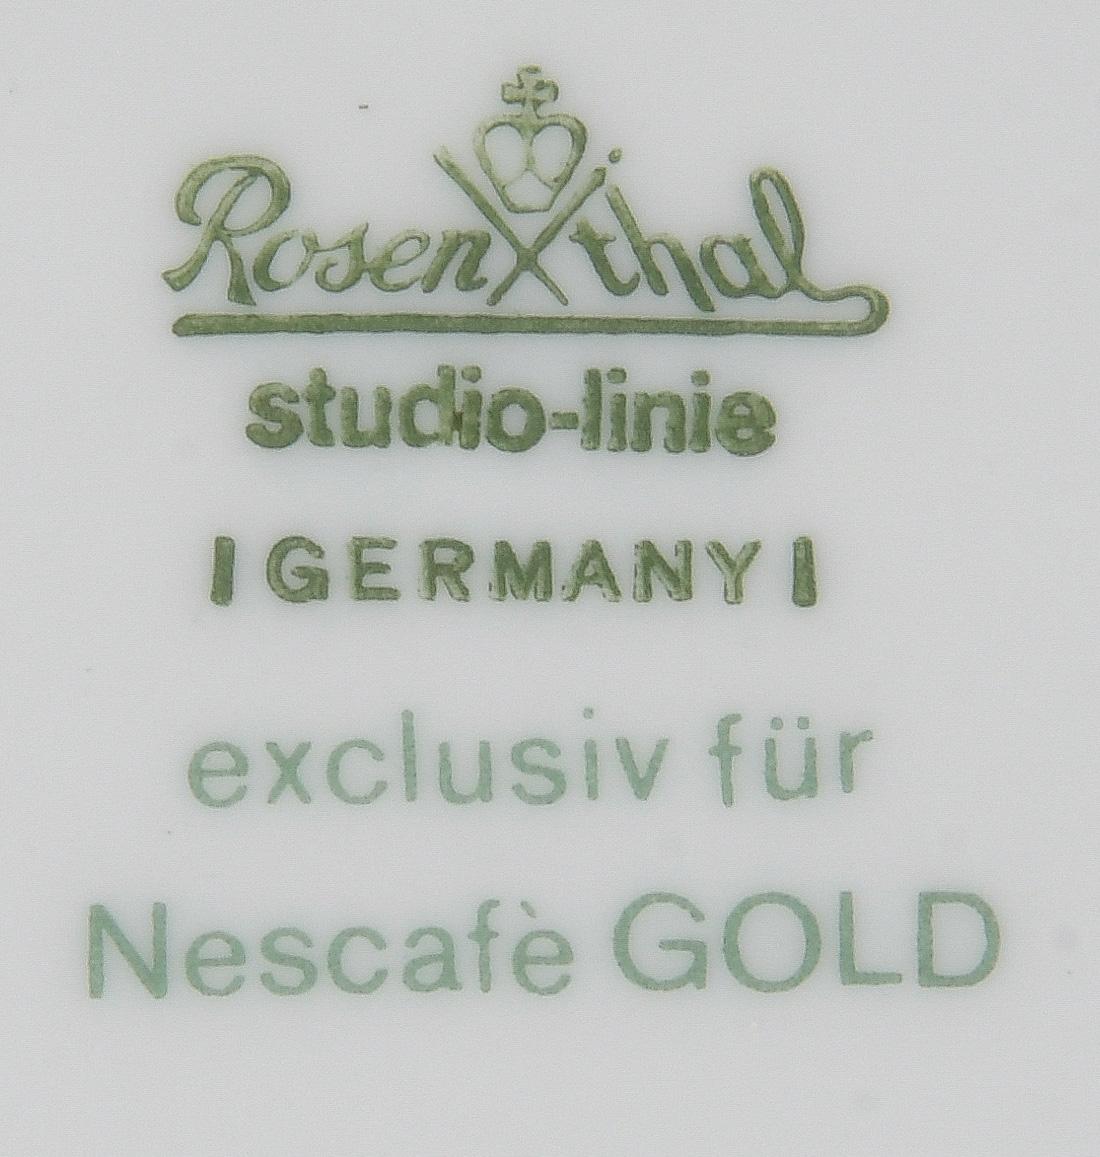 Rosenthal
studio-linie
|GERMANY|
exclusiv für
Nescafè GOLD